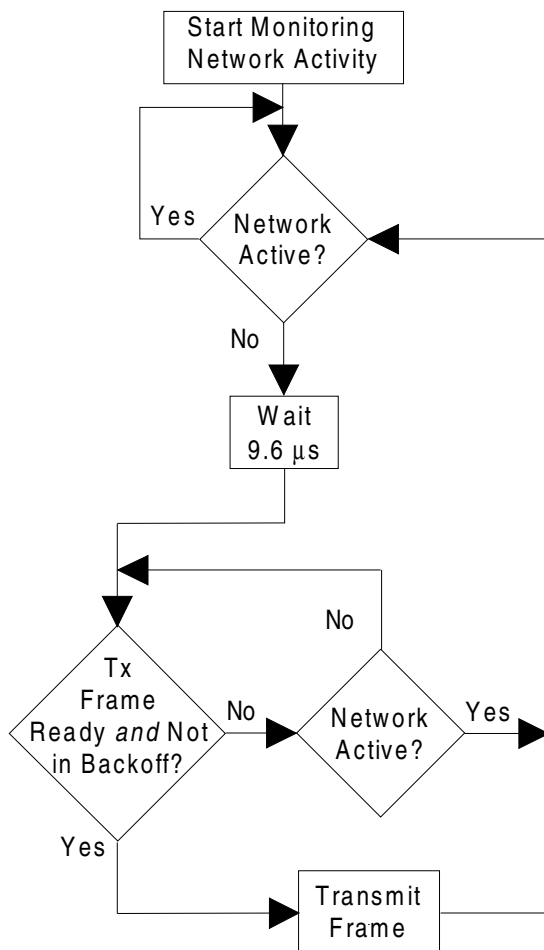 Start Monitoring
Network Activity
Yes
Network
Active?
No
Wait
9.6 μs
No
Tx
Frame
Ready and Not
in Backoff?
No
Network
Active?
Yes
Yes
Transmit
Frame